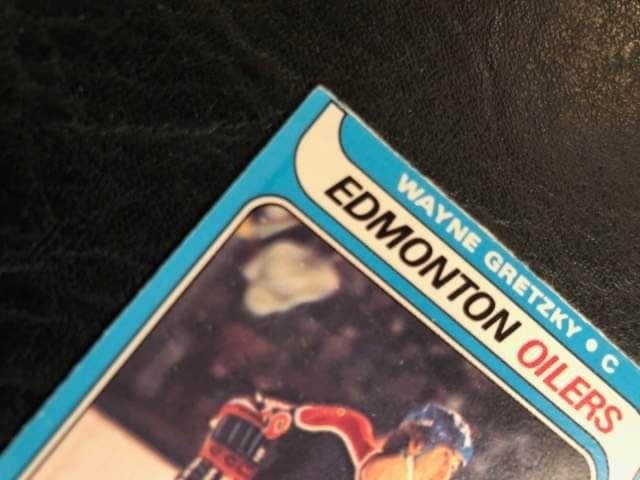 WAYNE GRETZKY • C
EDMONTON OILERS